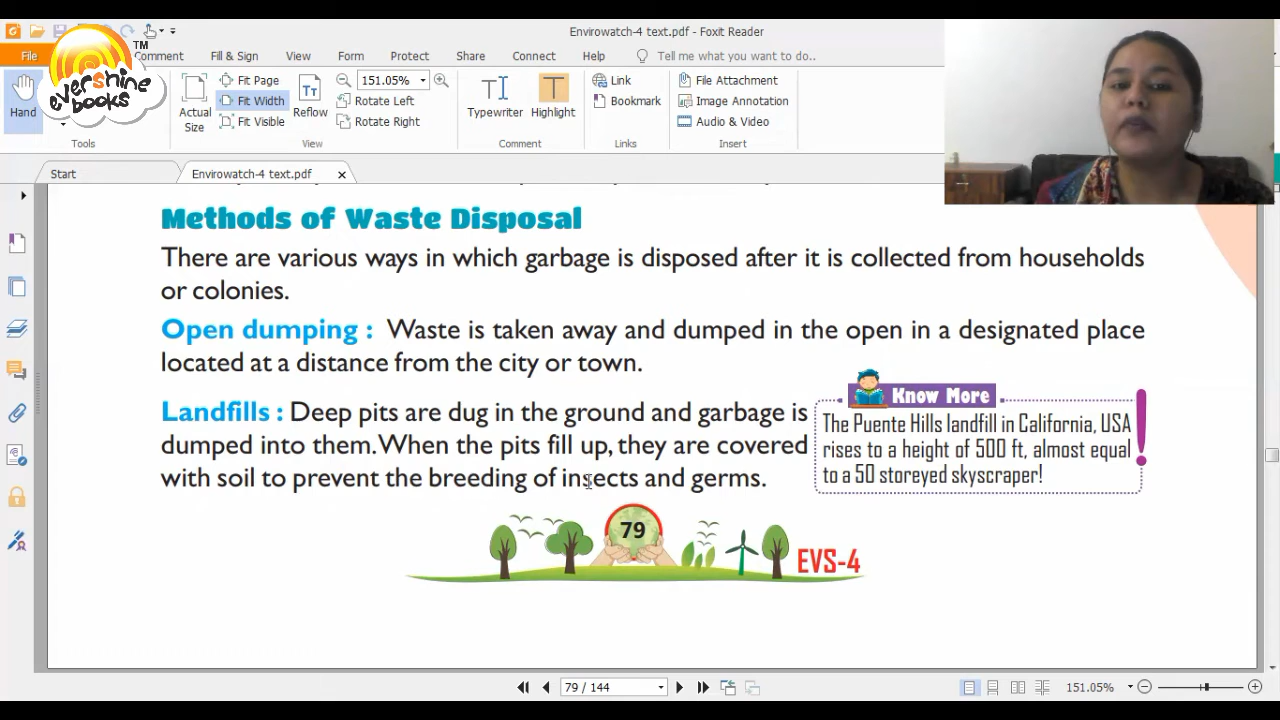 Envirowatch-4 text.pdf - Foxit Reader
File
Comment
Fill & Sign
View
Form
Protect
Share
Connect
Help
Tell me what you want to do..
TM
evershine
books
Hand
Actual
Size
Fit Page
Fit Width
Fit Visible
Reflow
151.05%
Rotate Left
Rotate Right
Typewriter
Highlight
Link
Bookmark
File Attachment
Image Annotation
Audio & Video
Tools
View
Comment
Links
Insert
Start
Envirowatch-4 text.pdf
Methods of Waste Disposal
There are various ways in which garbage is disposed after it is collected from households
or colonies.
Open dumping : Waste is taken away and dumped in the open in a designated place
located at a distance from the city or town.
Landfills : Deep pits are dug in the ground and garbage is
dumped into them. When the pits fill up, they are covered
with soil to prevent the breeding of insects and germs.
Know More
The Puente Hills landfill in California, USA
rises to a height of 500 ft, almost equal
to a 50 storeyed skyscraper!
79
EVS-4
79 / 144
151.05%